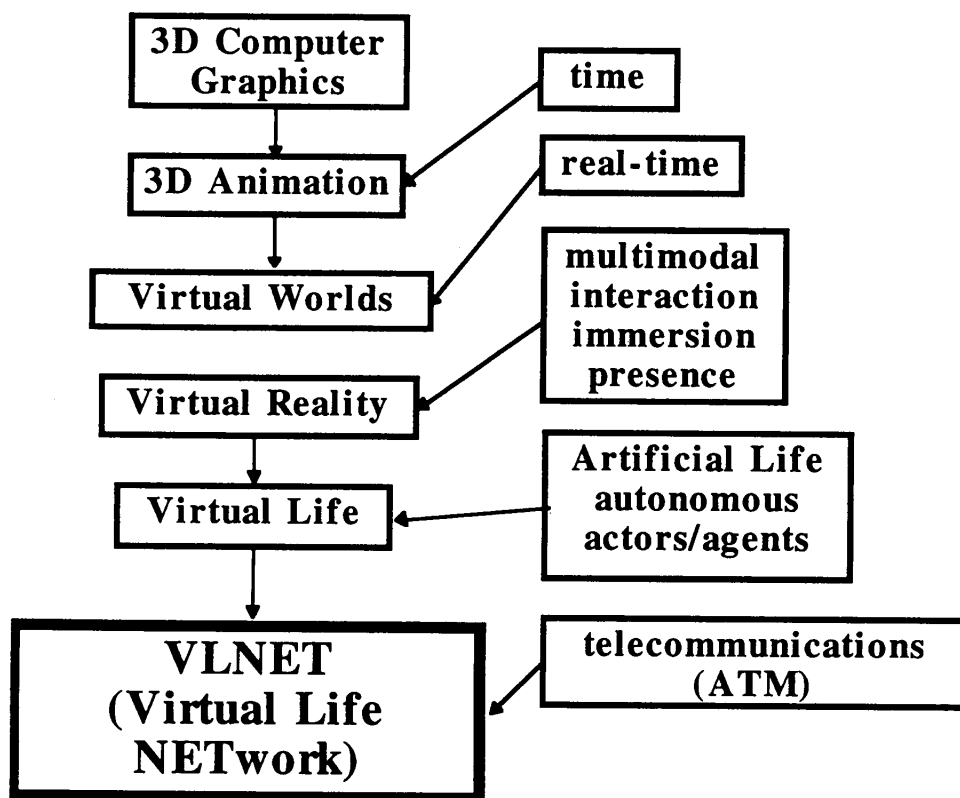 3D Computer
Graphics
time
3D Animation
real-time
Virtual Worlds
multimodal
interaction
immersion
presence
Virtual Reality
Artificial Life
autonomous
actors/agents
Virtual Life
VLNET
(Virtual Life
NETwork)
telecommunications
(ATM)